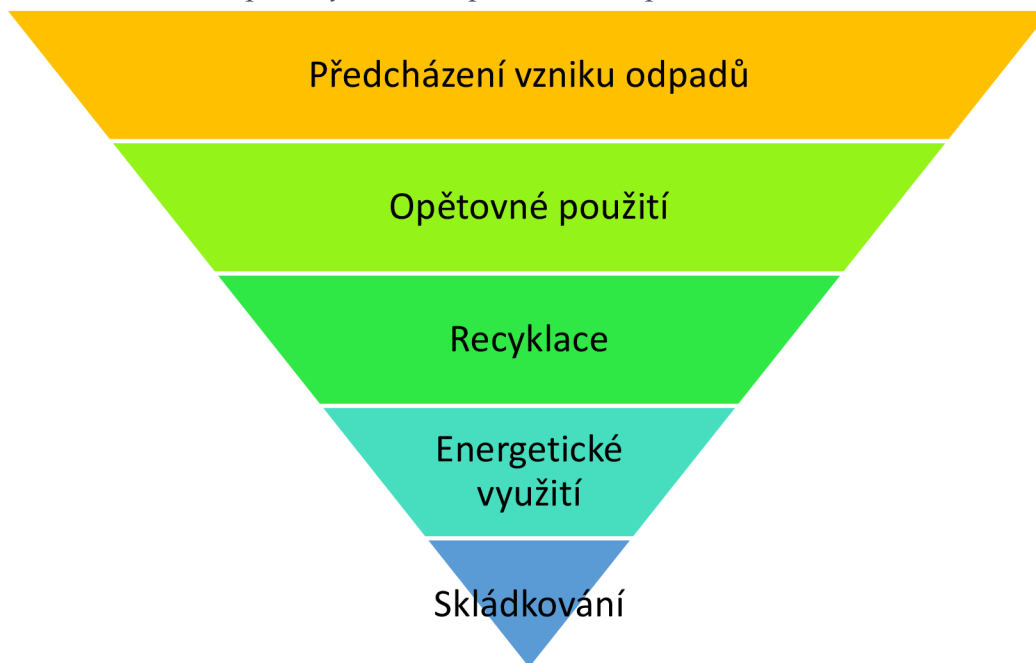 Předcházení vzniku odpadů
Opětovné použití
Recyklace
Energetické
využití
Skládkování